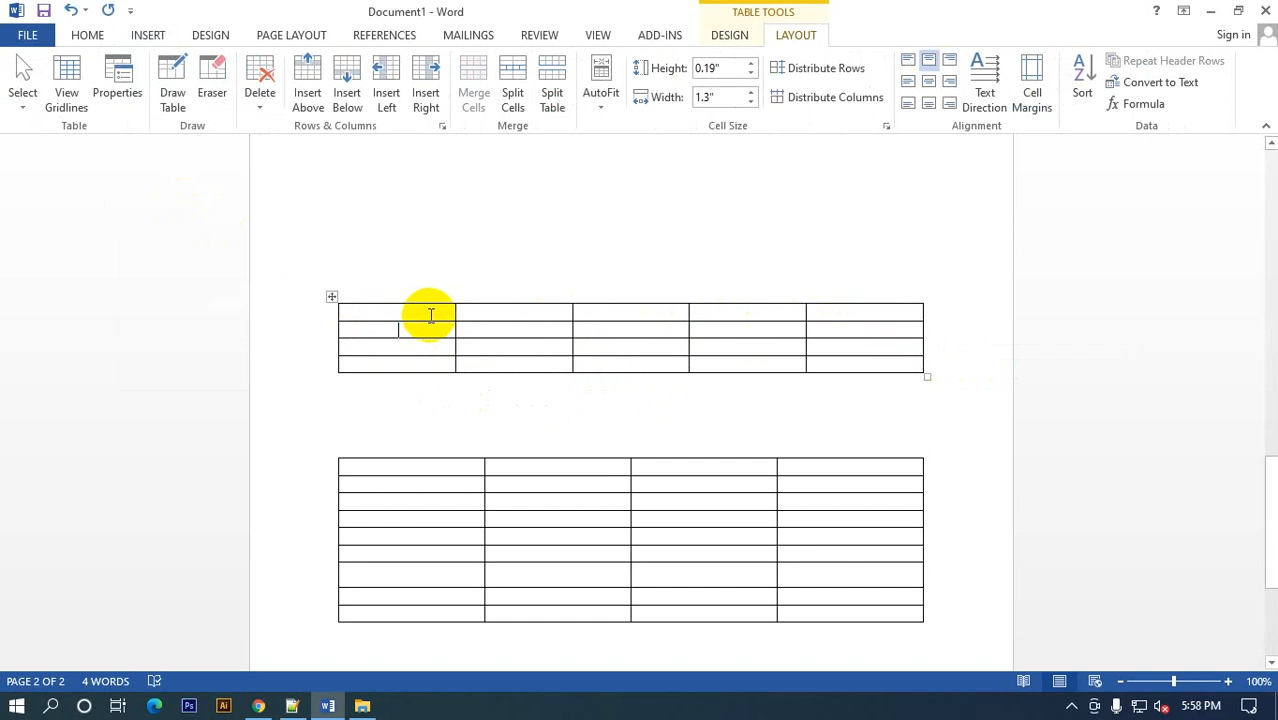 Document1 - Word
TABLE TOOLS
?
FILE
HOME
INSERT
DESIGN
PAGE LAYOUT
REFERENCES
MAILINGS
REVIEW
VIEW
ADD-INS
DESIGN
LAYOUT
Sign in
Select
View
Gridlines
Properties
Table
Draw
Table
Eraser
Draw
Delete
Insert
Above
Insert
Below
Insert
Left
Insert
Right
Rows & Columns
Merge
Cells
Split
Cells
Split
Table
Merge
AutoFit
Height: 0.19"
Width: 1.3"
Distribute Rows
Distribute Columns
Cell Size
Text
Direction
Cell
Margins
Alignment
A
Z
Sort
Repeat Header Rows
Convert to Text
fx Formula
Data
PAGE 2 OF 2
4 WORDS
100%
Ps
Ai
5:58 PM